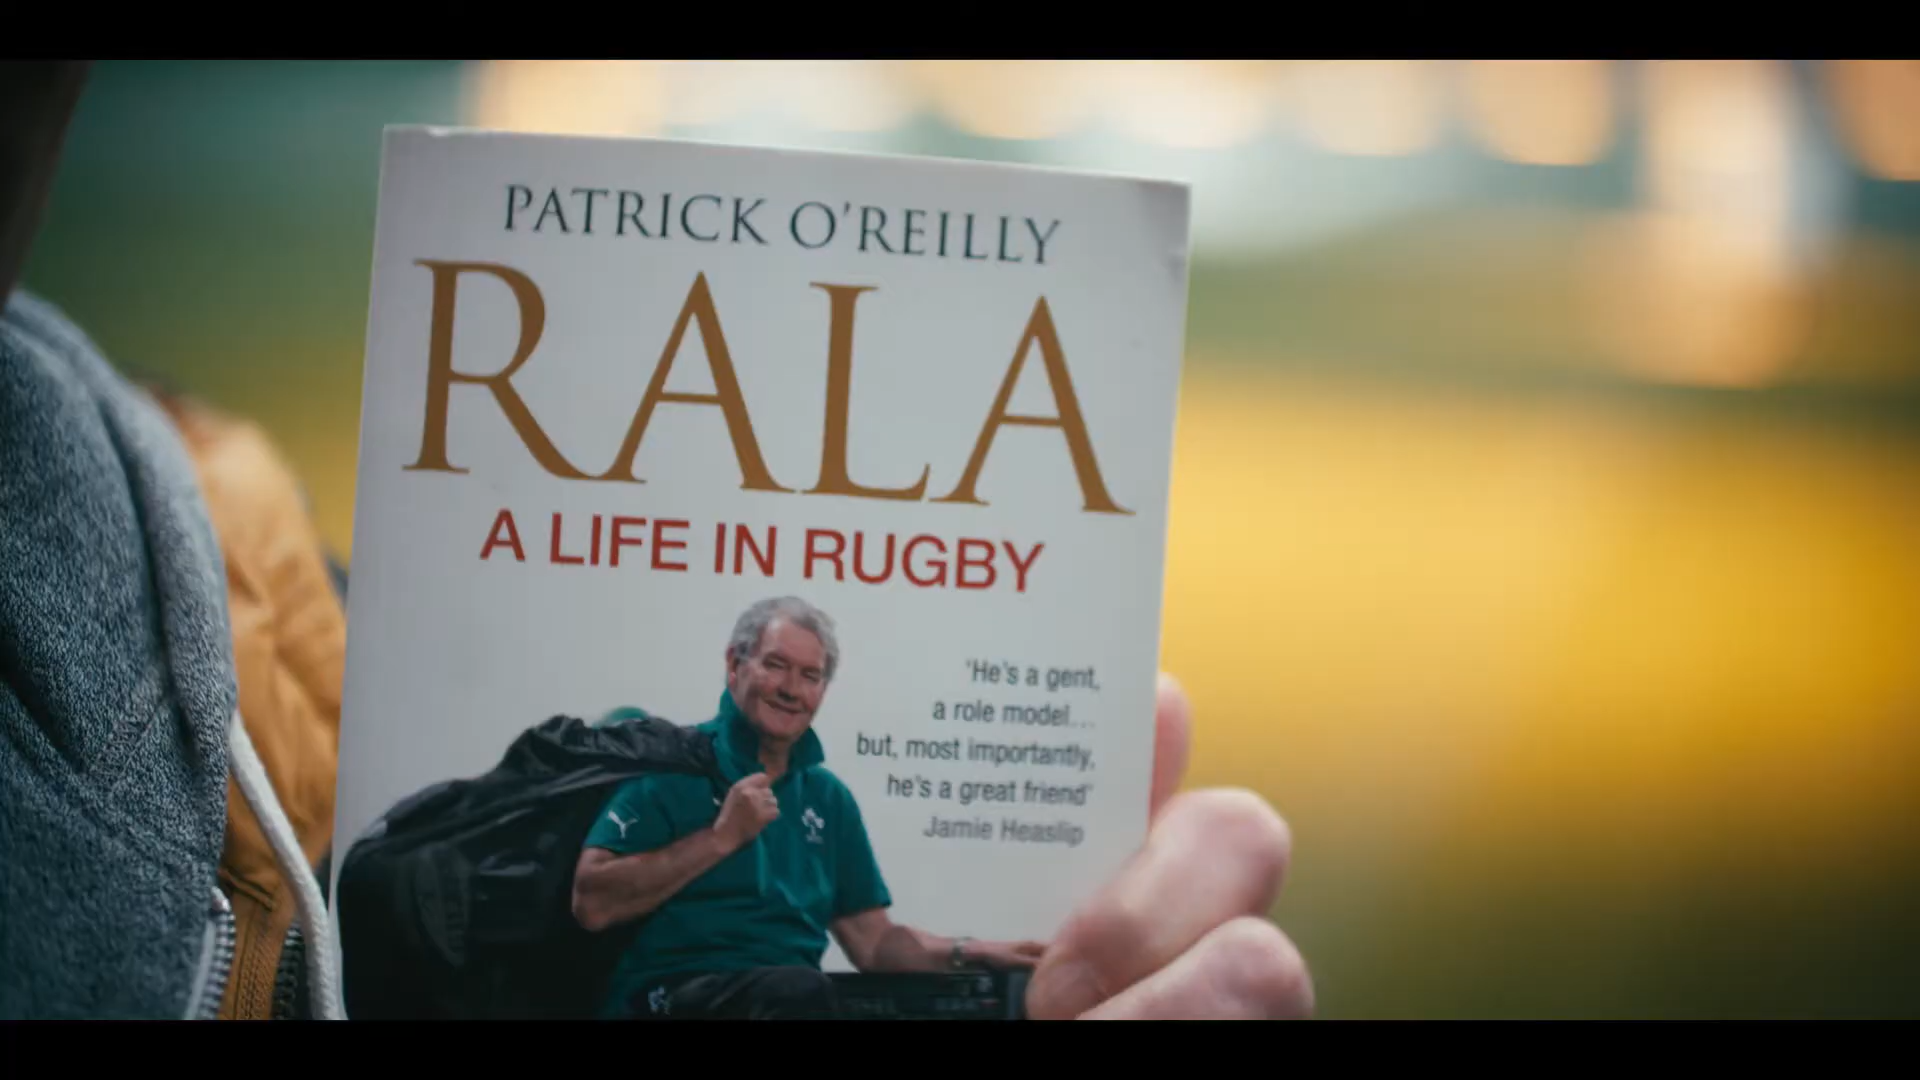 PATRICK O'REILLY
RALA
A LIFE IN RUGBY
'He's a gent,
a role model...
but, most importantly,
he's a great friend'
Jamie Heaslip